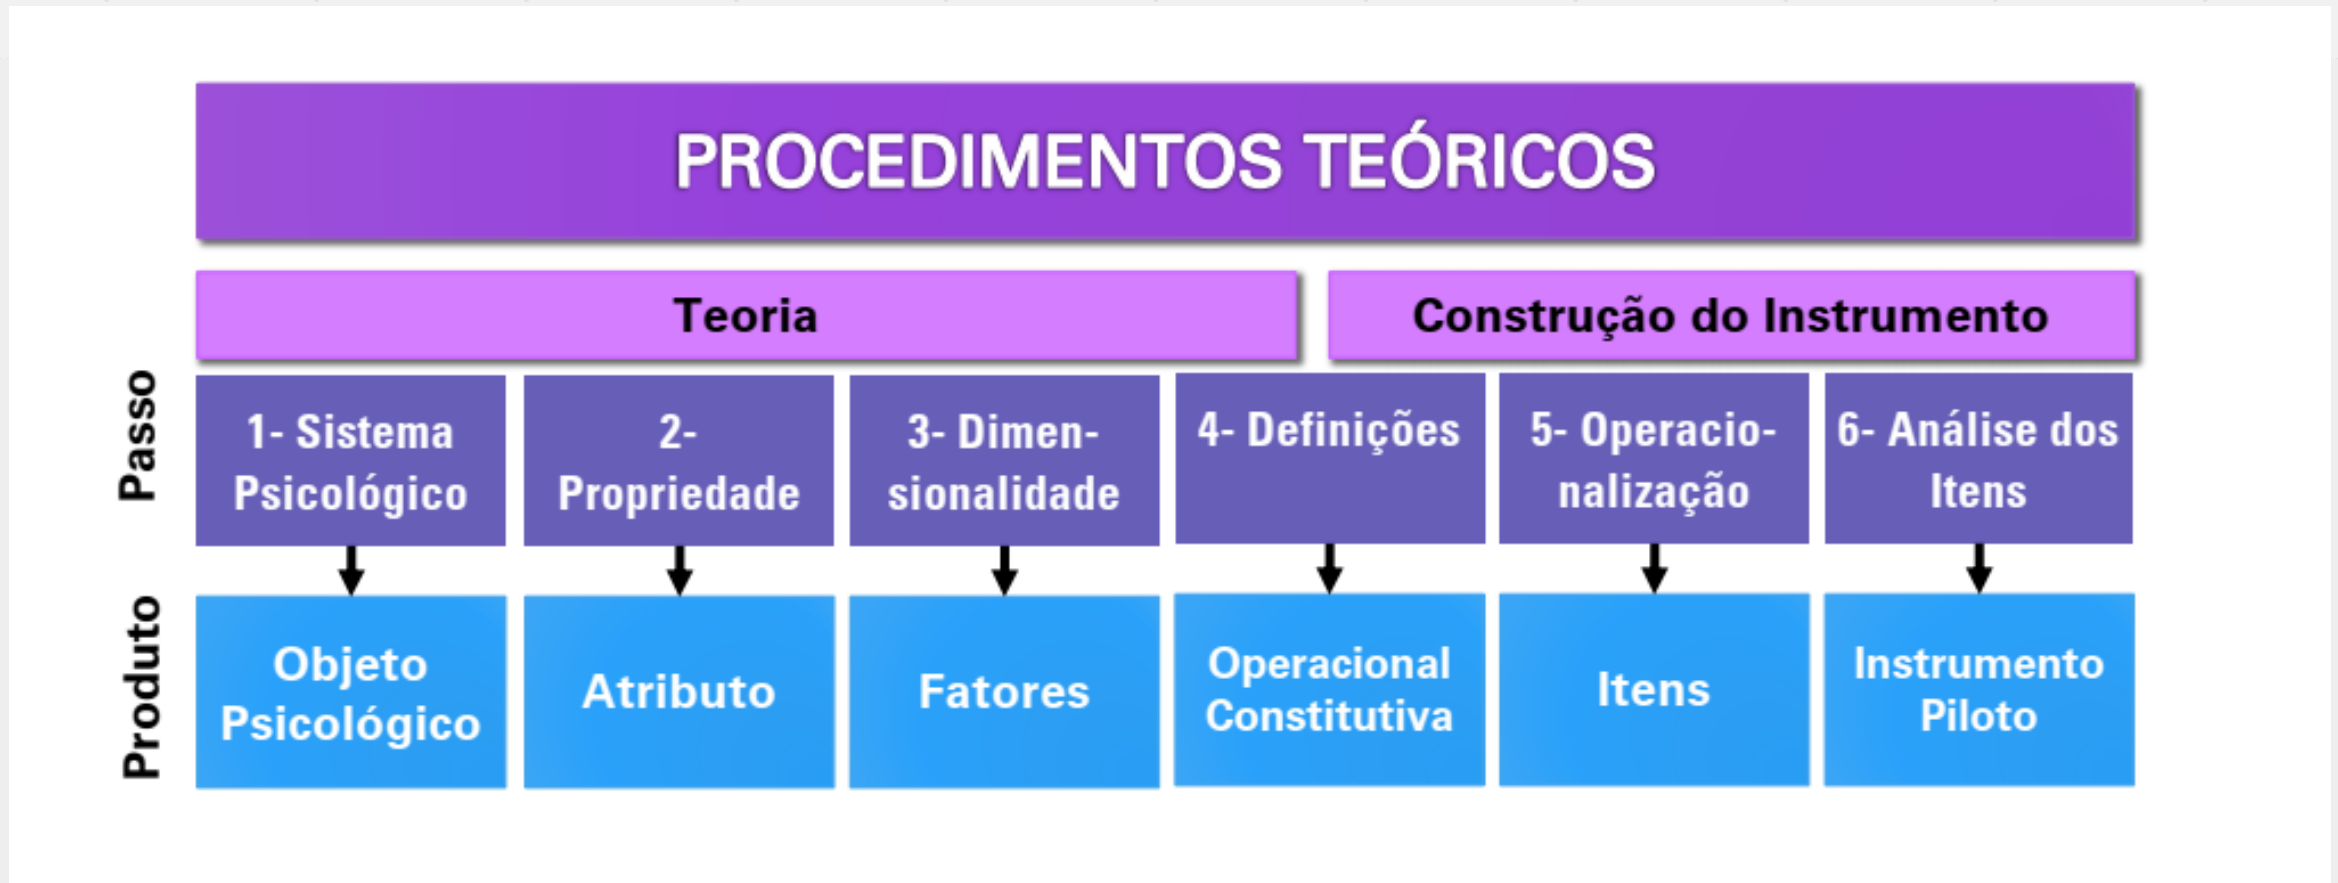 PROCEDIMENTOS TEÓRICOS
Teoria
Construção do Instrumento
Passo
1- Sistema
Psicológico
2-
Propriedade
3- Dimen-
sionalidade
4- Definições
5- Operacio-
nalização
6- Análise dos
Itens
Produto
Objeto
Psicológico
Atributo
Fatores
Operacional
Constitutiva
Itens
Instrumento
Piloto